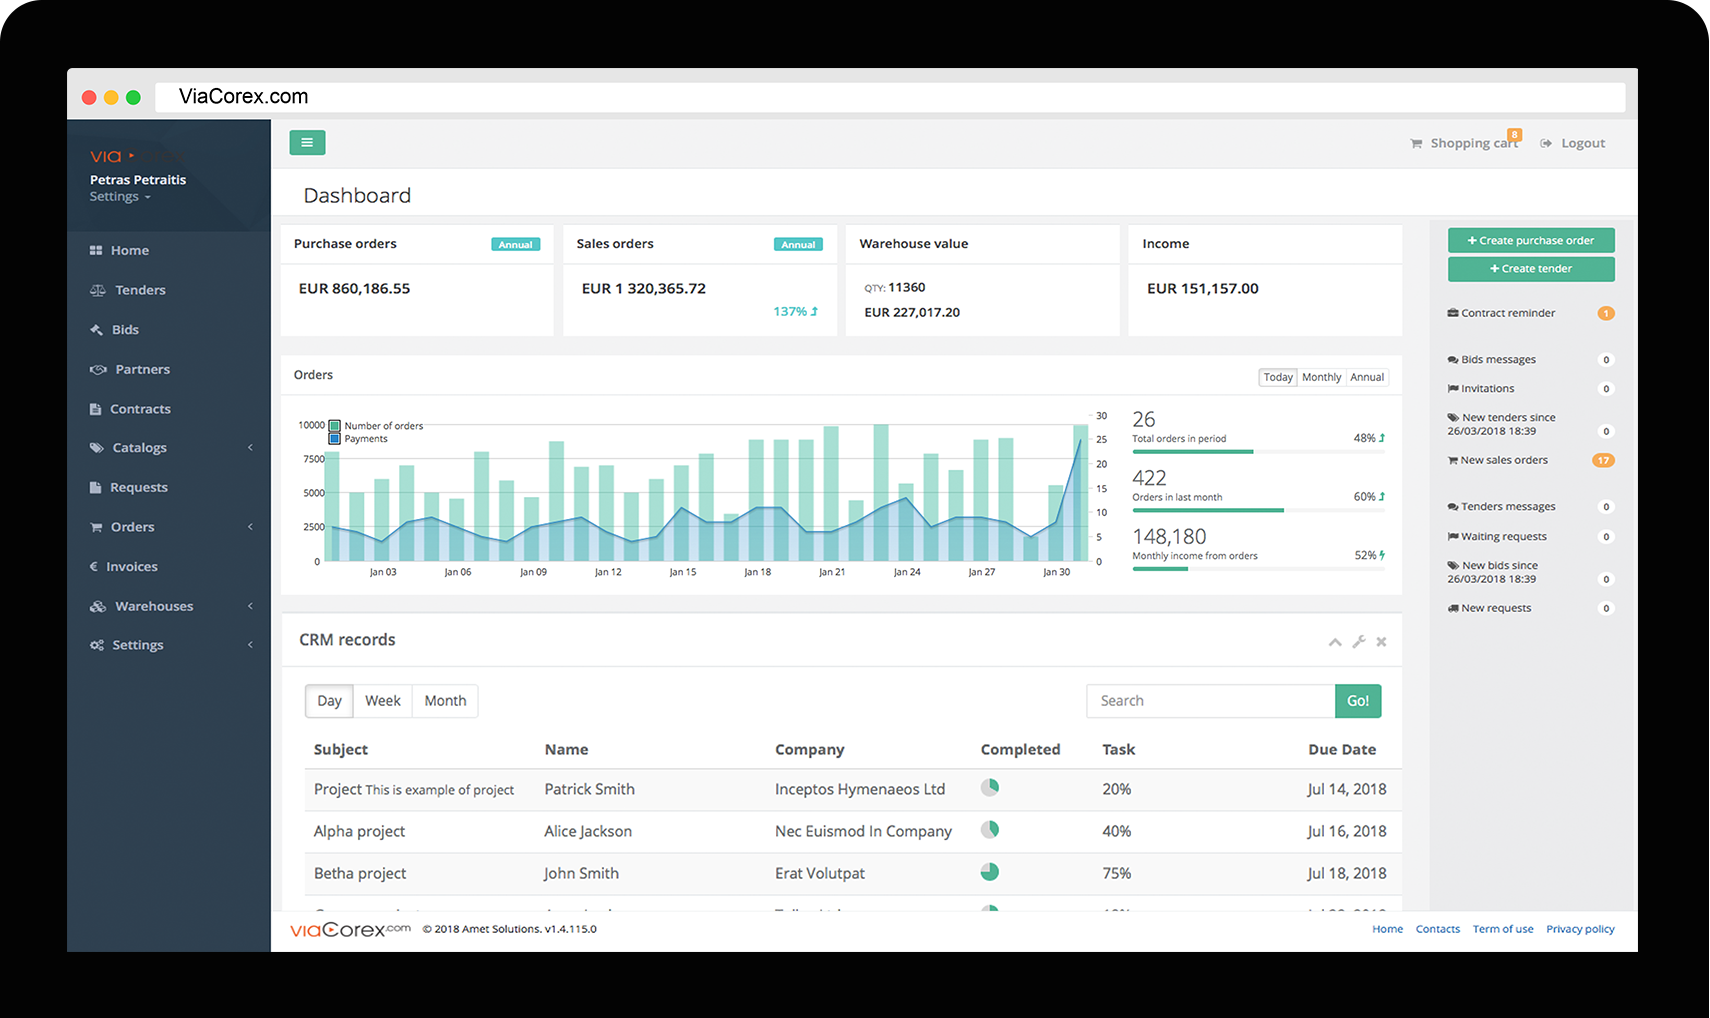 ViaCorex.com
via
Petras Petraitis
Settings
Home
Tenders
Bids
Partners
Contracts
Catalogs
Requests
Orders
€ Invoices
Warehouses
Settings
Shopping cart 8
Logout
Dashboard
Purchase orders Annual
EUR 860,186.55
Sales orders Annual
EUR 1 320,365.72
137%
Warehouse value
QTY: 11360
EUR 227,017.20
Income
EUR 151,157.00
Orders
Today Monthly Annual
Number of orders
Payments
10000
7500
5000
2500
0
30
25
20
15
10
5
0
Jan 03 Jan 06 Jan 09 Jan 12 Jan 15 Jan 18 Jan 21 Jan 24 Jan 27 Jan 30
26
Total orders in period 48%
422
Orders in last month 60%
148,180
Monthly income from orders 52%
CRM records
Day Week Month
Search Go!
Subject Name Company Completed Task Due Date
Project This is example of project Patrick Smith Inceptos Hymenaeos Ltd 20% Jul 14, 2018
Alpha project Alice Jackson Nec Euismod In Company 40% Jul 16, 2018
Betha project John Smith Erat Volutpat 75% Jul 18, 2018
+ Create purchase order
+ Create tender
Contract reminder 1
Bids messages 0
Invitations 0
New tenders since
26/03/2018 18:39 0
New sales orders 17
Tenders messages 0
Waiting requests 0
New bids since
26/03/2018 18:39 0
New requests 0
viaCorex.com © 2018 Amet Solutions. v1.4.115.0
Home Contacts Term of use Privacy policy